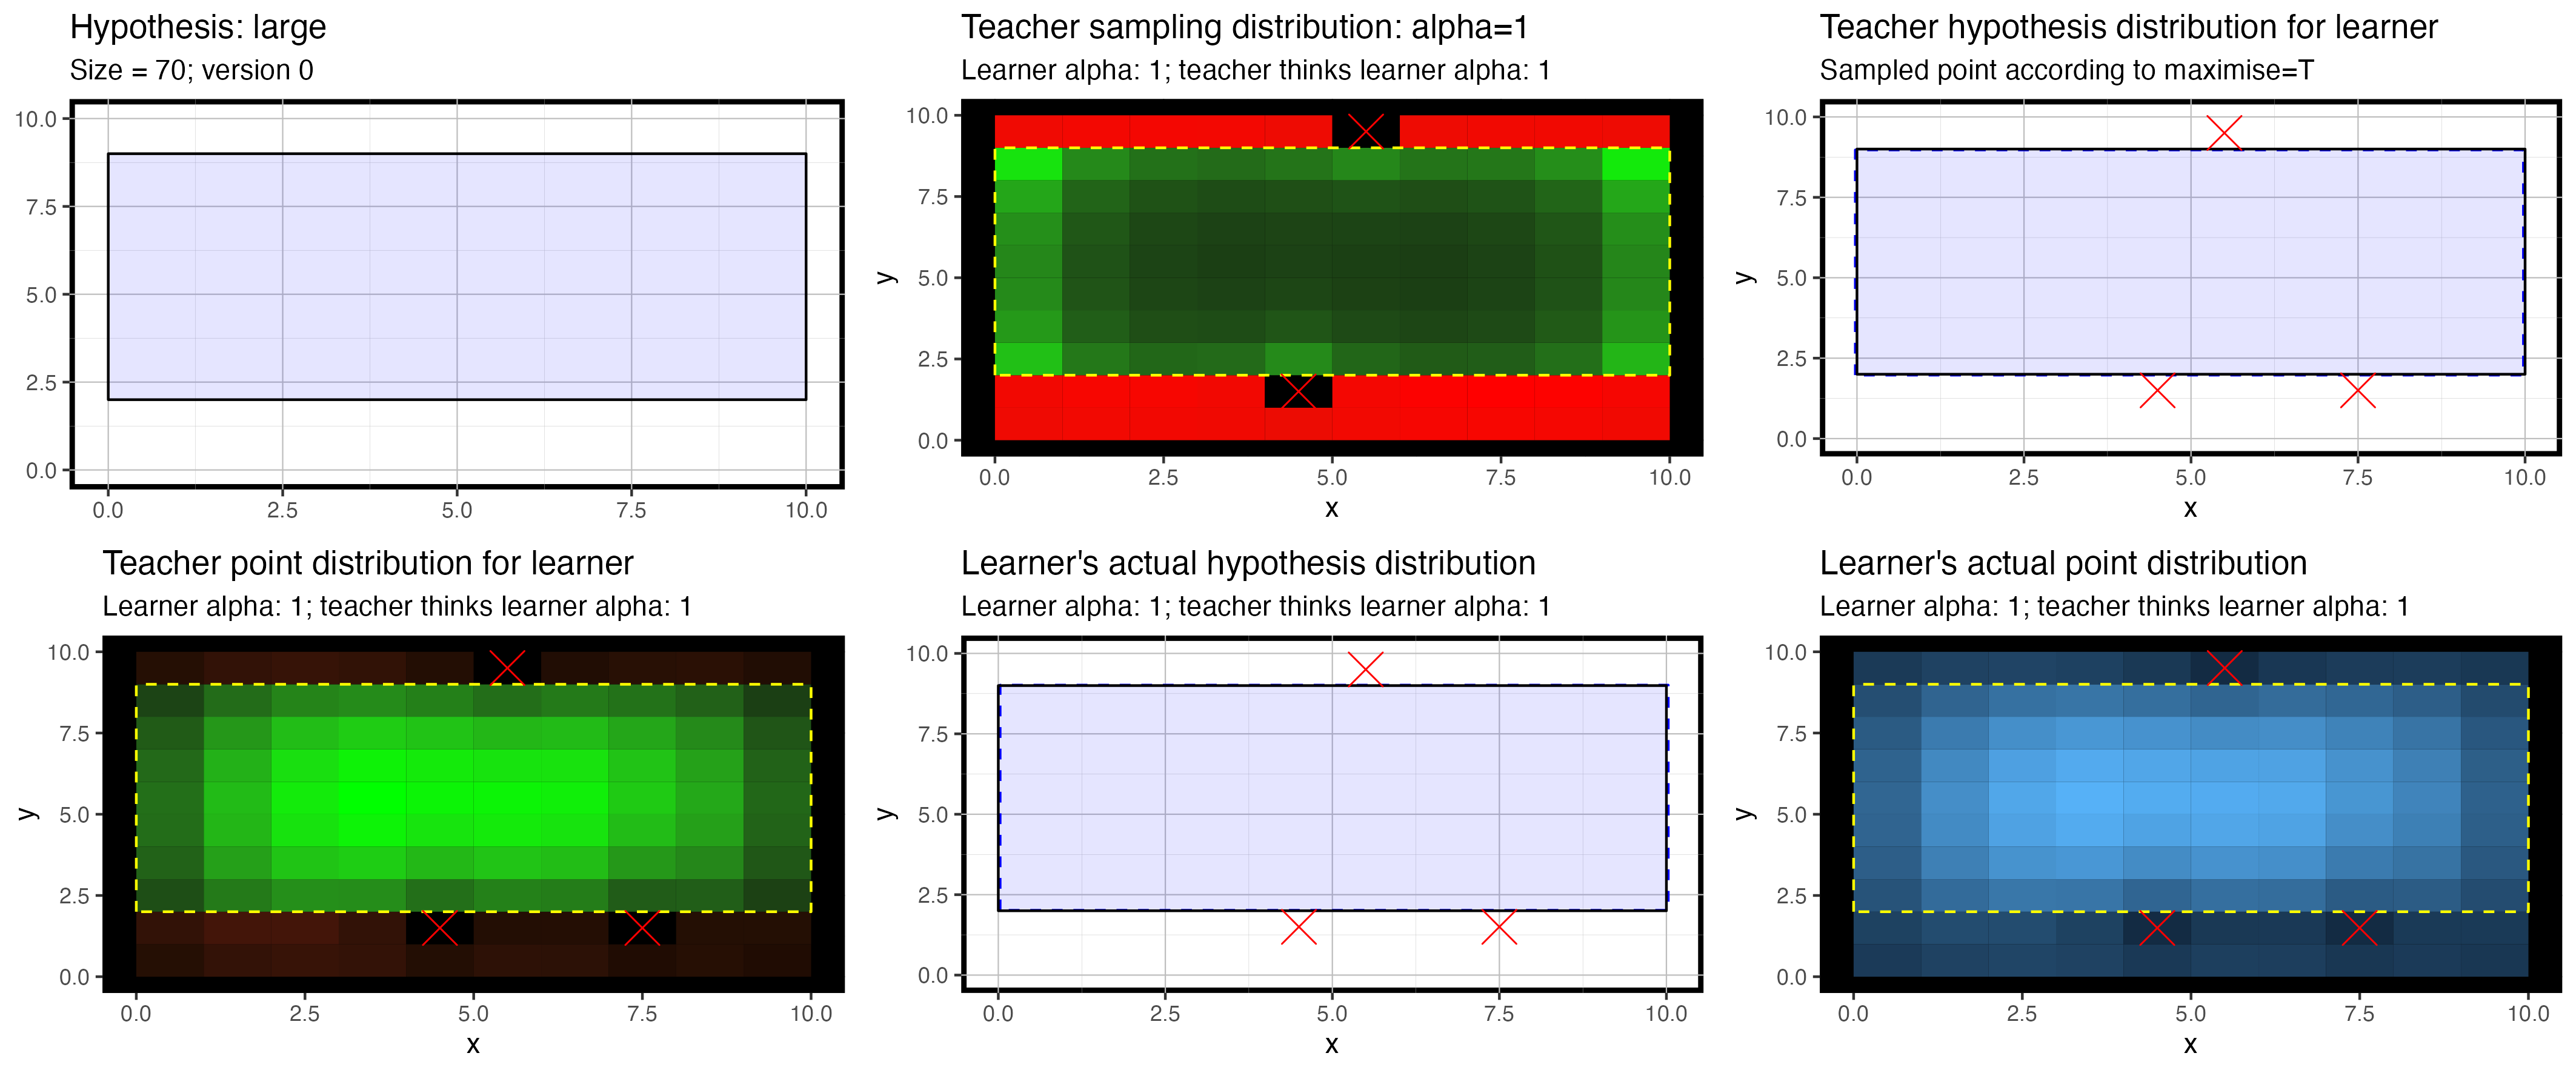 Hypothesis: large
Size = 70; version 0
10.0
7.5
5.0
2.5
0.0
0.0 2.5 5.0 7.5 10.0
Teacher sampling distribution: alpha=1
Learner alpha: 1; teacher thinks learner alpha: 1
10.0
7.5
y
5.0
2.5
0.0
0.0 2.5 5.0 7.5 10.0
x
Teacher hypothesis distribution for learner
Sampled point according to maximise=T
10.0
7.5
y
5.0
2.5
0.0
0.0 2.5 5.0 7.5 10.0
x
Teacher point distribution for learner
Learner alpha: 1; teacher thinks learner alpha: 1
10.0
7.5
y
5.0
2.5
0.0
0.0 2.5 5.0 7.5 10.0
x
Learner's actual hypothesis distribution
Learner alpha: 1; teacher thinks learner alpha: 1
10.0
7.5
y
5.0
2.5
0.0
0.0 2.5 5.0 7.5 10.0
x
Learner's actual point distribution
Learner alpha: 1; teacher thinks learner alpha: 1
10.0
7.5
y
5.0
2.5
0.0
0.0 2.5 5.0 7.5 10.0
x